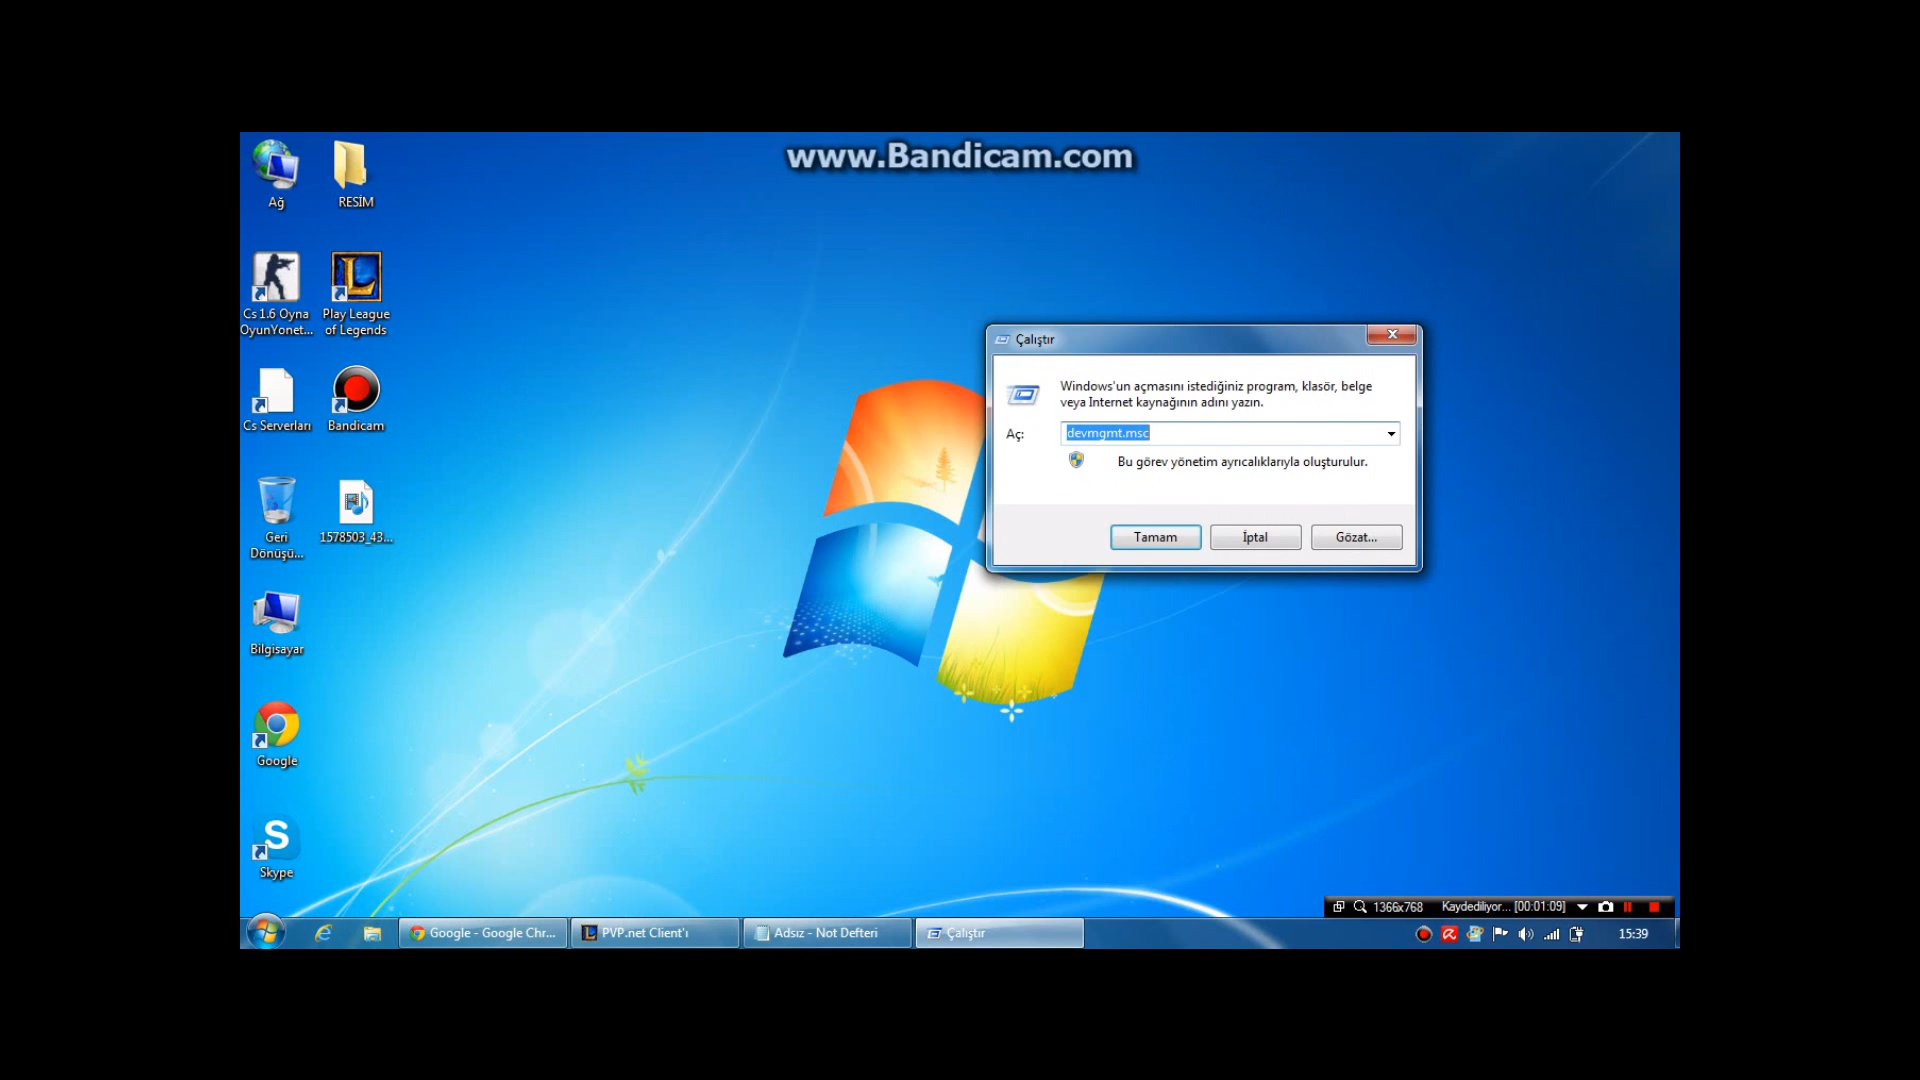 www.Bandicam.com
Ağ
RESİM
Cs 1.6 Oyna
OyunYonet...
Play League
of Legends
Cs Serverları
Bandicam
Geri
Dönüşü...
1578503_43...
Bilgisayar
Google
Skype
Çalıştır
Windows'un açmasını istediğiniz program, klasör, belge
veya Internet kaynağının adını yazın.
Aç:
devmgmt.msc
Bu görev yönetim ayrıcalıklarıyla oluşturulur.
Tamam
İptal
Gözat...
1366x768
Kaydediliyor... [00:01:09]
Google - Google Chr...
PVP.net Client'ı
Adsız - Not Defteri
Çalıştır
15:39